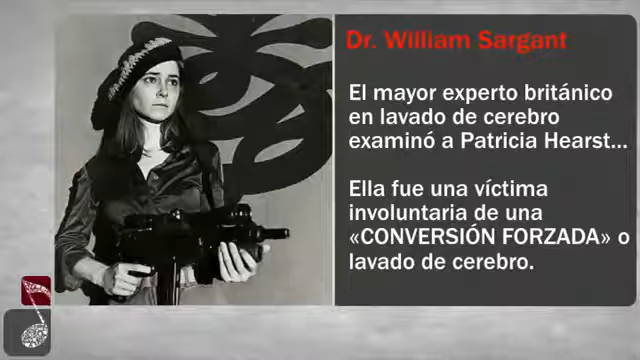 Dr. William Sargant
El mayor experto británico
en lavado de cerebro
examinó a Patricia Hearst...
Ella fue una víctima
involuntaria de una
«CONVERSIÓN FORZADA» o
lavado de cerebro.